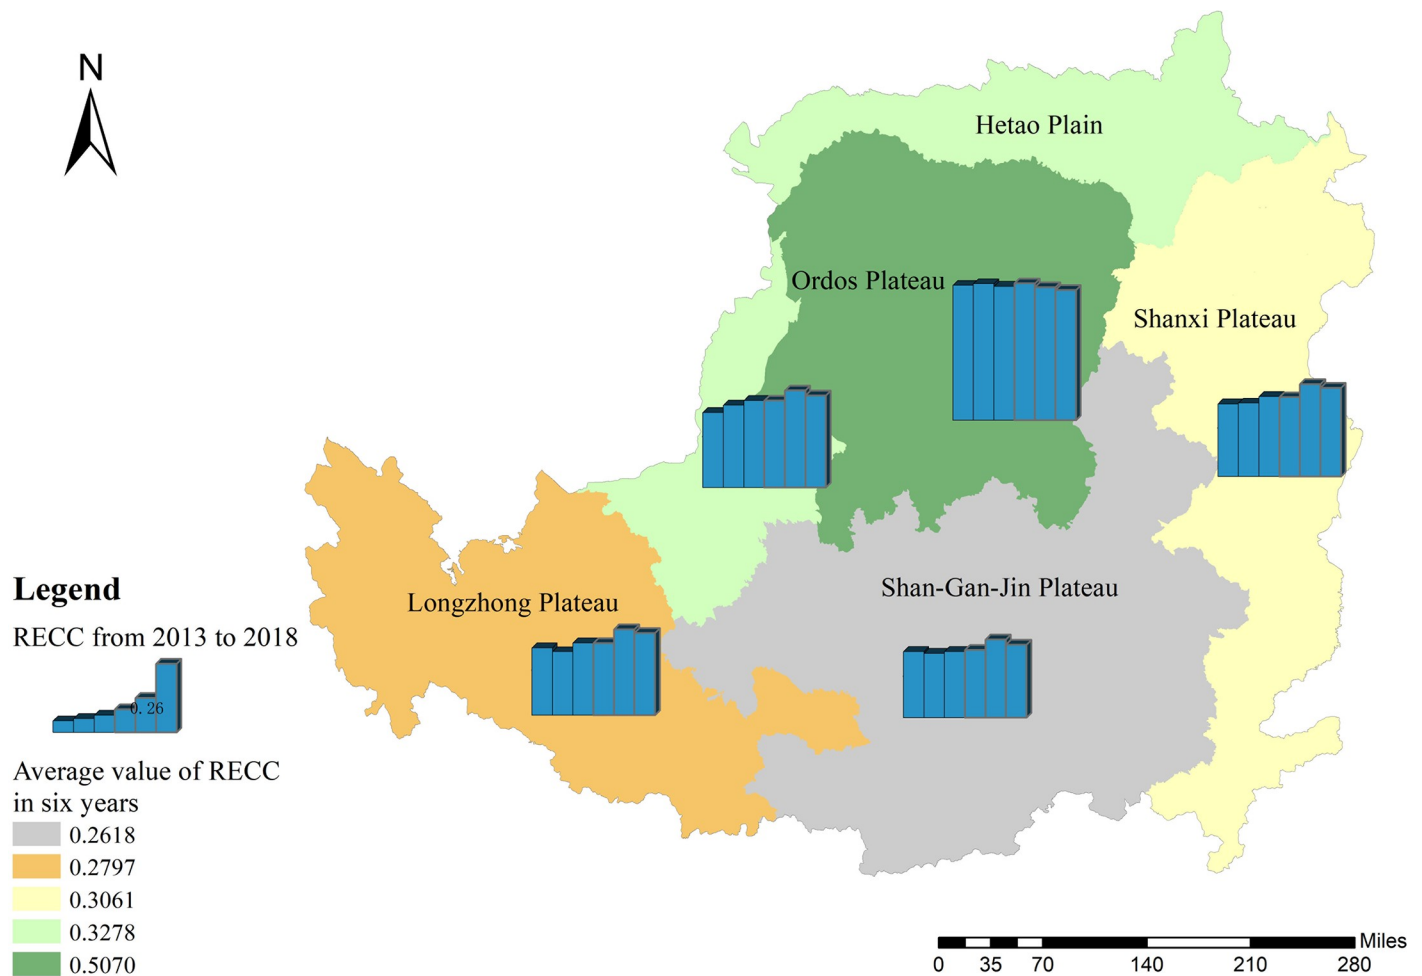 N
Hetao Plain
Ordos Plateau
Shanxi Plateau
Longzhong Plateau
Shan-Gan-Jin Plateau
Legend
RECC from 2013 to 2018
0.26
Average value of RECC
in six years
0.2618
0.2797
0.3061
0.3278
0.5070
Miles
0 35 70 140 210 280